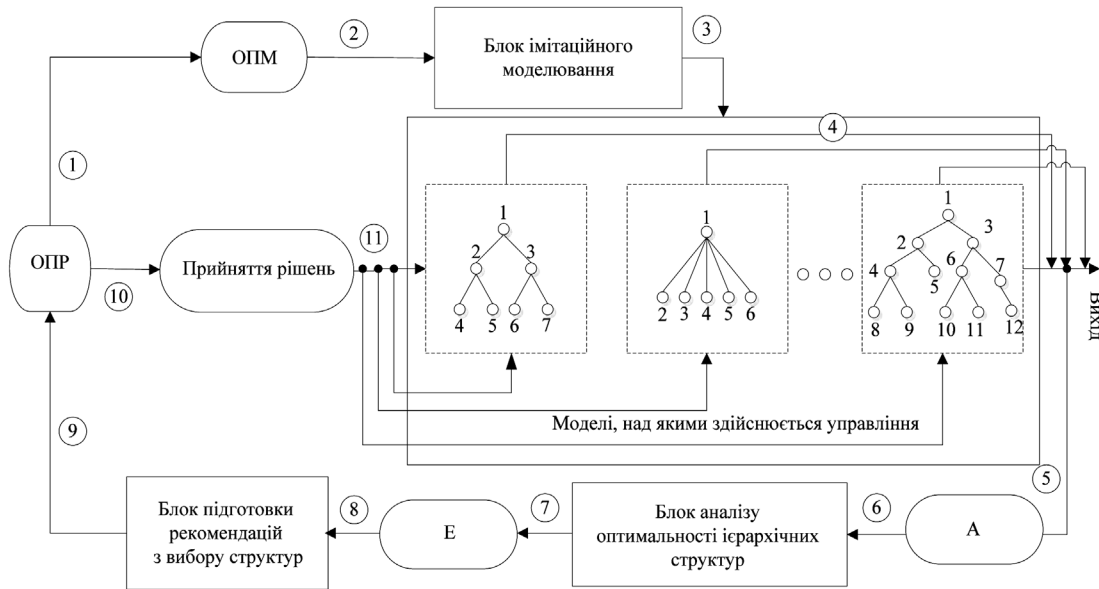 ОПМ
2
Блок імітаційного
моделювання
3
4
1
ОПР
10
Прийняття рішень
11
1
2
3
4
5
6
7
1
2
3
4
5
6
1
2
3
4
5
6
7
8
9
10
11
12
Вихід
Моделі, над якими здійснюється управління
9
Блок підготовки
рекомендацій
з вибору структур
8
Е
7
Блок аналізу
оптимальності ієрархічних
структур
6
А
5